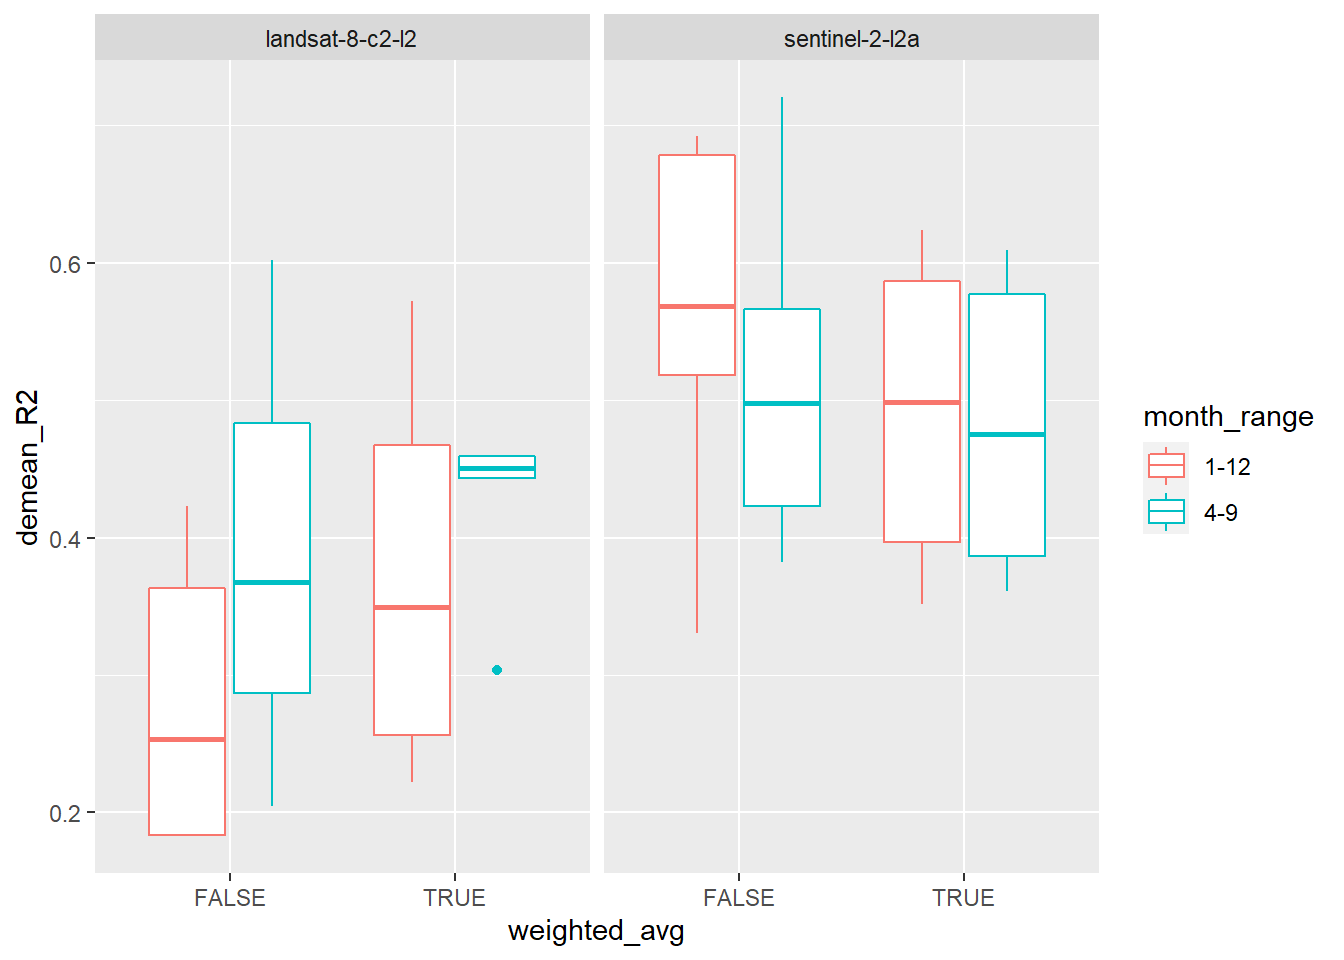 landsat-8-c2-l2
sentinel-2-l2a
0.6
0.4
0.2
demean_R2
FALSE
TRUE
FALSE
TRUE
weighted_avg
month_range
1-12
4-9